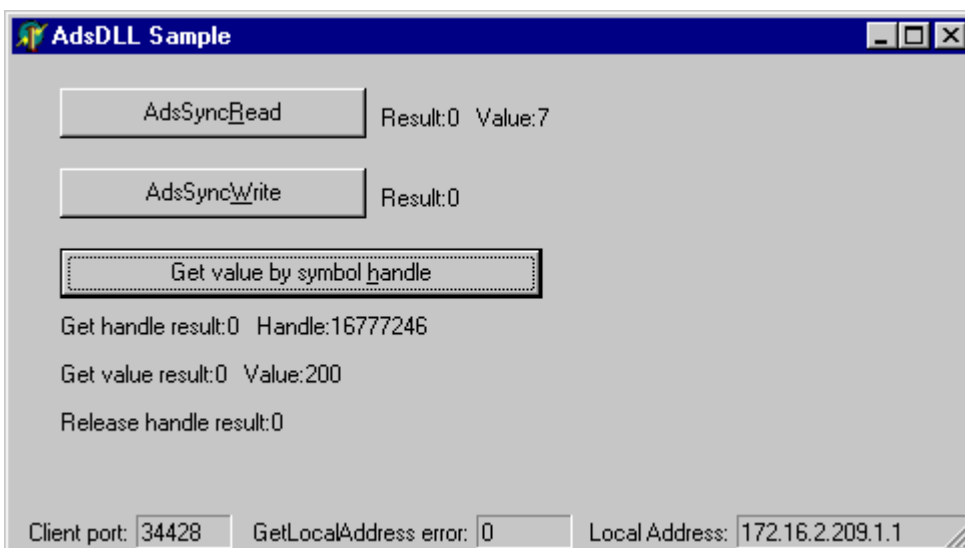 AdsDLL Sample
AdsSyncRead Result:0 Value:7
AdsSyncWrite Result:0
Get value by symbol handle
Get handle result:0 Handle:16777246
Get value result:0 Value:200
Release handle result:0
Client port: 34428 GetLocalAddress error: 0 Local Address: 172.16.2.209.1.1